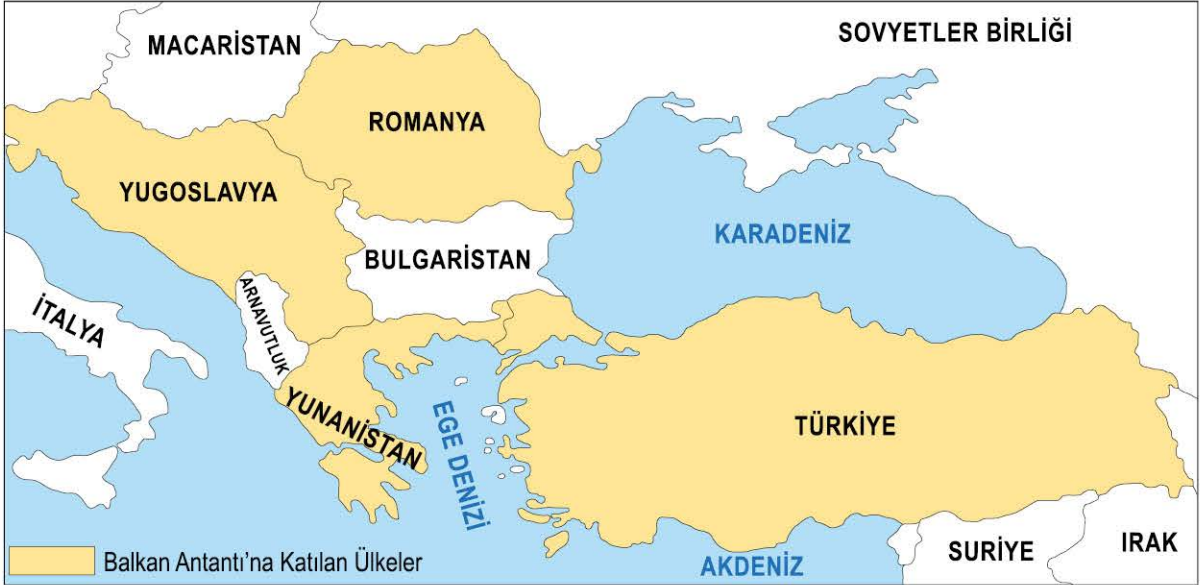 MACARİSTAN
SOVYETLER BİRLİĞİ
ROMANYA
YUGOSLAVYA
KARADENİZ
BULGARİSTAN
ARNAVUTLUK
İTALYA
YUNANİSTAN
EGE DENİZİ
TÜRKİYE
Balkan Antantı’na Katılan Ülkeler
AKDENİZ
SURİYE
IRAK